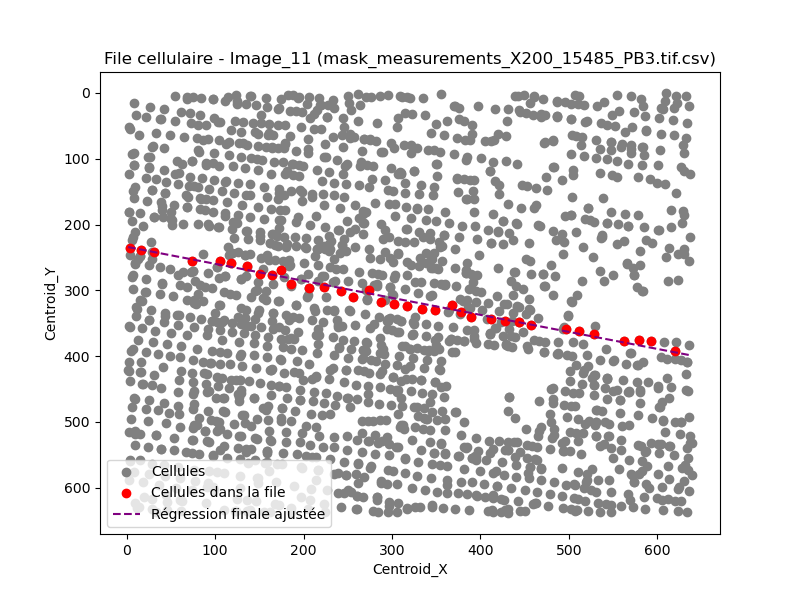 File cellulaire - Image_11 (mask_measurements_X200_15485_PB3.tif.csv)
0
100
200
300
400
500
600
Centroid_Y
Cellules
Cellules dans la file
Régression finale ajustée
0 100 200 300 400 500 600
Centroid_X